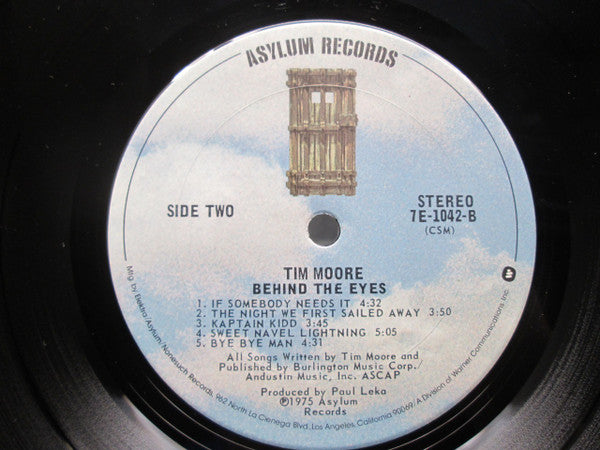 ASYLUM RECORDS
SIDE TWO
STEREO
7E-1042-B
(CSM)
TIM MOORE
BEHIND THE EYES
1. IF SOMEBODY NEEDS IT 4:32
2. THE NIGHT WE FIRST SAILED AWAY 3:50
3. KAPTAIN KIDD 3:45
4. SWEET NAVEL LIGHTNING 5:05
5. BYE BYE MAN 4:31
All Songs Written by Tim Moore and
Published by Burlington Music Corp./
Andustin Music, Inc. ASCAP
Produced by Paul Leka
℗1975 Asylum
Records
Mfg. by Elektra/Asylum/Nonesuch Records, 962 North La Cienega Blvd., Los Angeles, California 90069/A Division of Warner Communications, Inc.